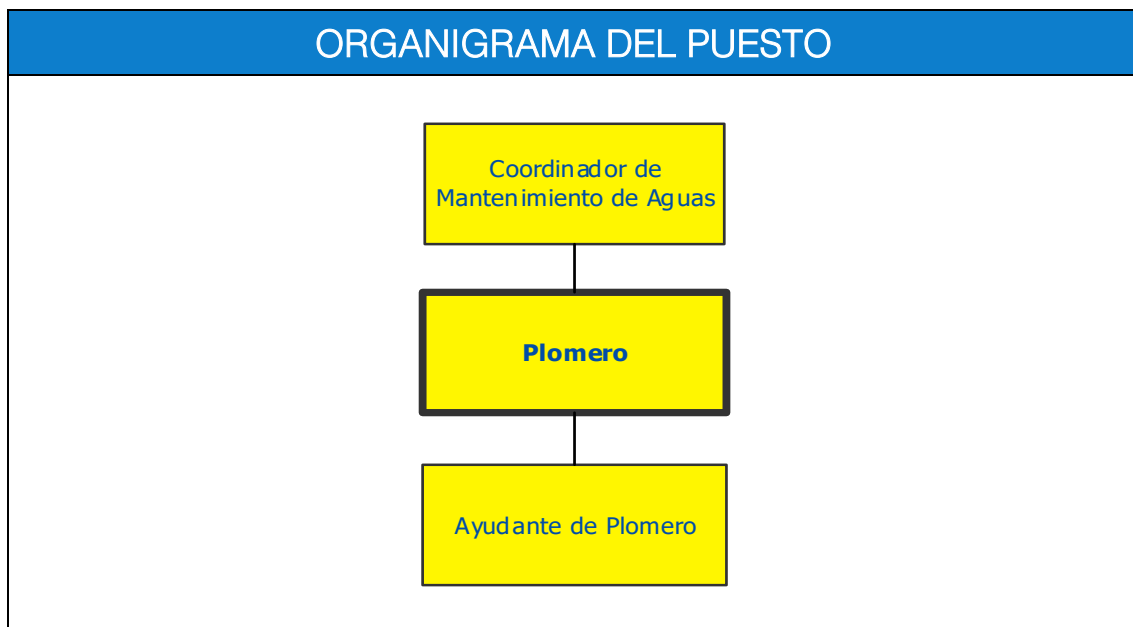 ORGANIGRAMA DEL PUESTO
Coordinador de
Mantenimiento de Aguas
Plomero
Ayudante de Plomero